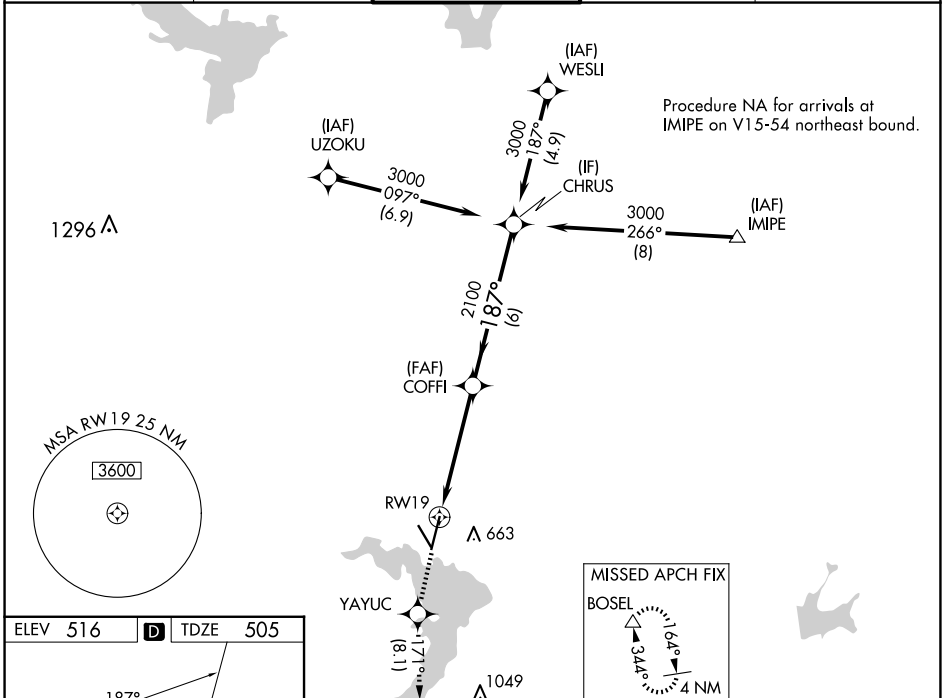 (IAF)
WESLI
Procedure NA for arrivals at
IMIPE on V15-54 northeast bound.
(IAF)
UZOKU
3000
187°
(4.9)
(IF)
CHRUS
3000
097°
(6.9)
(IAF)
IMIPE
3000
266°
(8)
1296
2100
187°
(6)
(FAF)
COFFI
MSA RW19 25 NM
3600
RW19
663
MISSED APCH FIX
BOSEL
164°
344°
4 NM
YAYUC
171°
(8.1)
1049
ELEV 516 D TDZE 505
187°